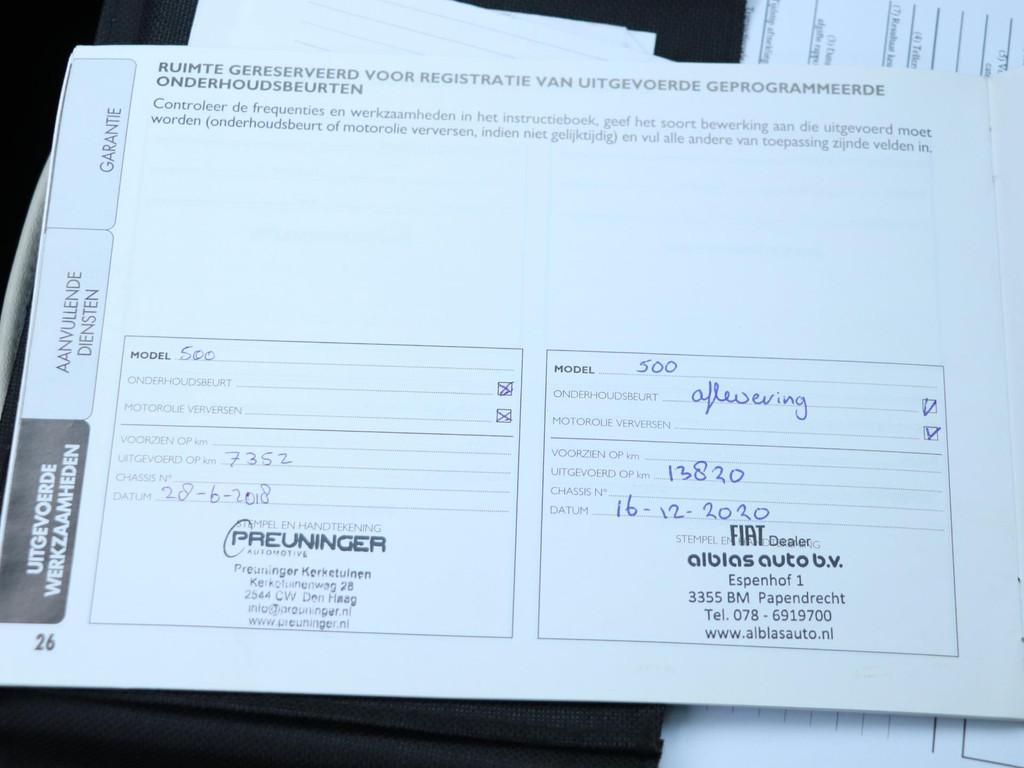 RUIMTE GERESERVEERD VOOR REGISTRATIE VAN UITGEVOERDE GEPROGRAMMEERDE
ONDERHOUDSBEURTEN
Controleer de frequenties en werkzaamheden in het instructieboek, geef het soort bewerking aan die uitgevoerd moet
worden (onderhoudsbeurt of motorolie verversen, indien niet gelijktijdig) en vul alle andere van toepassing zijnde velden in.
GARANTIE
AANVULLENDE
DIENSTEN
UITGEVOERDE
WERKZAAMHEDEN
MODEL 500
ONDERHOUDSBEURT
MOTOROLIE VERVERSEN
VOORZIEN OP km
UITGEVOERD OP km 7352
CHASSIS N°
DATUM 28-6-2018
STEMPEL EN HANDTEKENING
PREUNINGER
AUTOMOTIVE
Preuninger Kerketuinen
Kerketuinenweg 28
2544 CW Den Haag
info@preuninger.nl
www.preuninger.nl
MODEL 500
ONDERHOUDSBEURT aflevering
MOTOROLIE VERVERSEN
VOORZIEN OP km
UITGEVOERD OP km 13820
CHASSIS N°
DATUM 16-12-2020
STEMPEL EN
FIAT Dealer
alblas auto b.v.
Espenhof 1
3355 BM Papendrecht
Tel. 078 - 6919700
www.alblasauto.nl
26